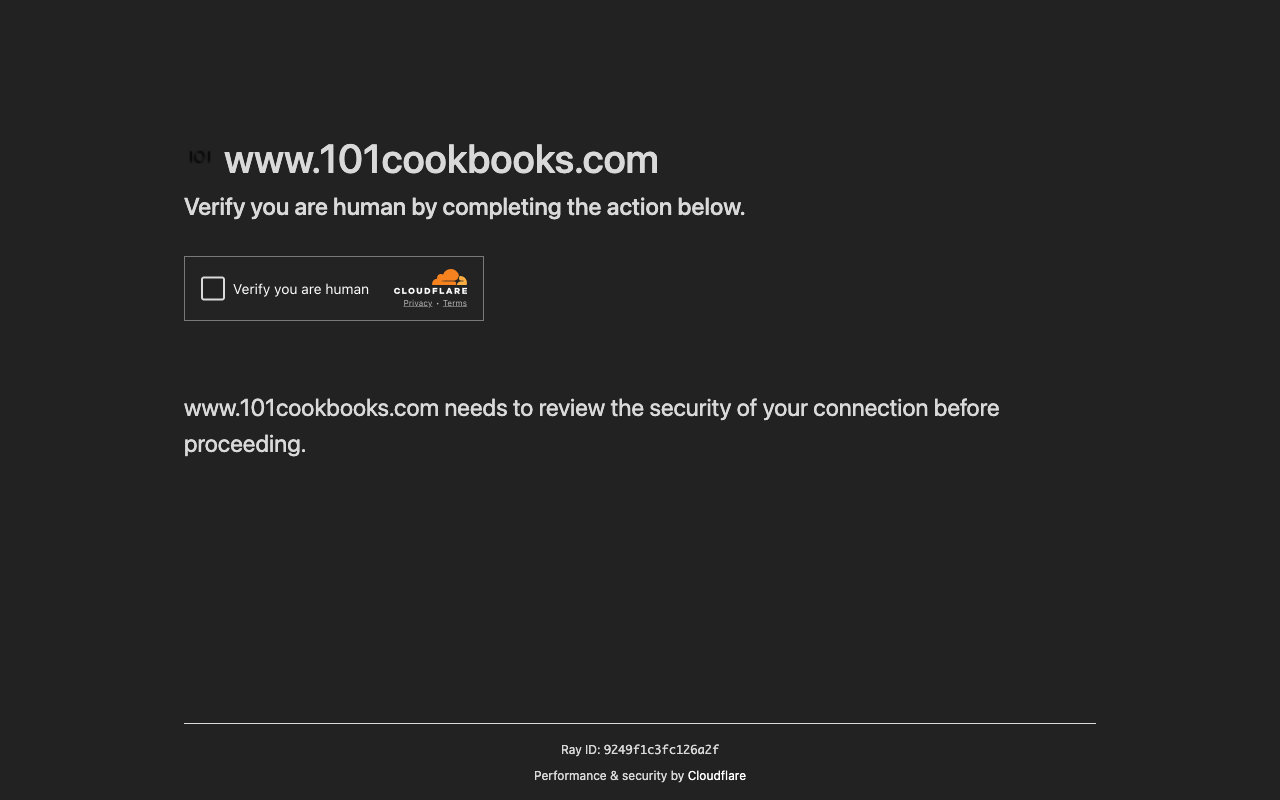 101 www.101cookbooks.com
Verify you are human by completing the action below.
Verify you are human
CLOUDFLARE
Privacy • Terms
www.101cookbooks.com needs to review the security of your connection before
proceeding.
Ray ID: 9249f1c3fc126a2f
Performance & security by Cloudflare